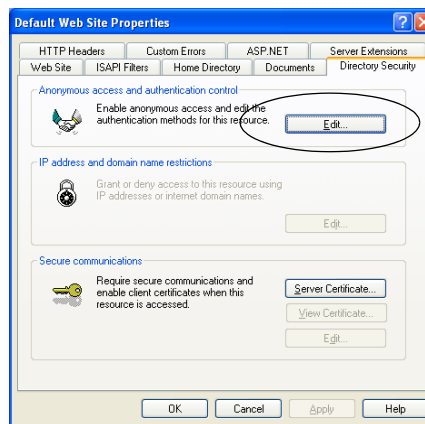 Default Web Site Properties
HTTP Headers Custom Errors ASP.NET Server Extensions
Web Site ISAPI Filters Home Directory Documents Directory Security
Anonymous access and authentication control
Enable anonymous access and edit the
authentication methods for this resource.
Edit...
IP address and domain name restrictions
Grant or deny access to this resource using
IP addresses or internet domain names.
Edit...
Secure communications
Require secure communications and
enable client certificates when this
resource is accessed.
Server Certificate...
View Certificate...
Edit...
OK Cancel Apply Help